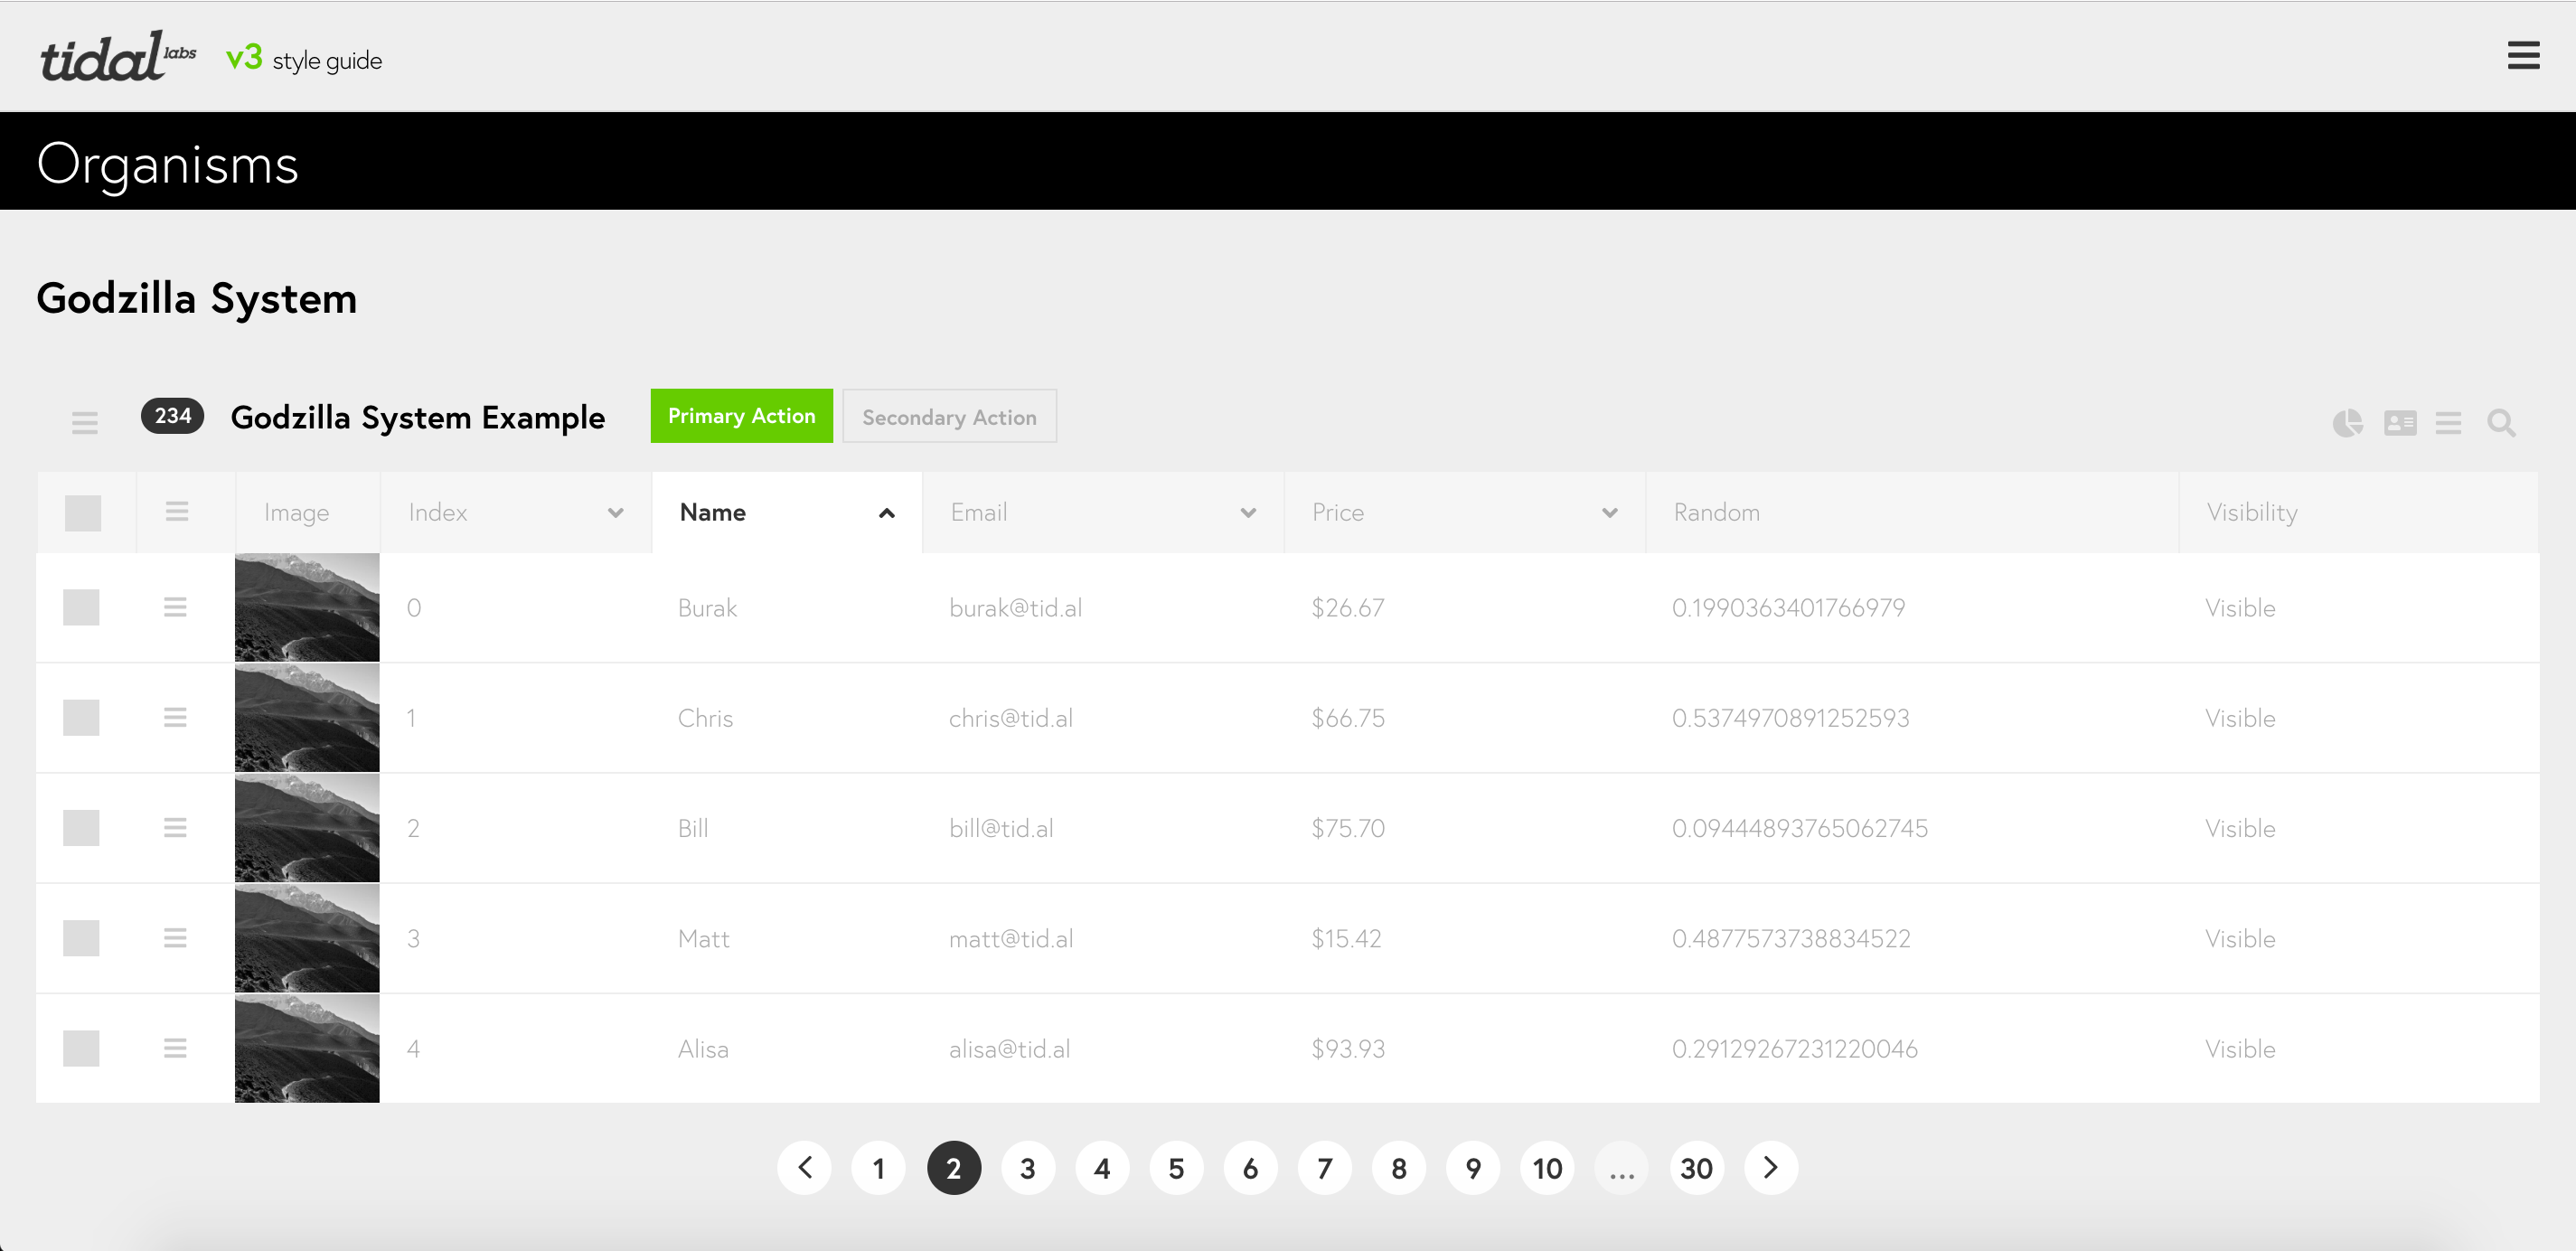 tidal labs v3 style guide
Organisms
Godzilla System
234 Godzilla System Example Primary Action Secondary Action
Image Index Name Email Price Random Visibility
0 Burak burak@tid.al $26.67 0.1990363401766979 Visible
1 Chris chris@tid.al $66.75 0.5374970891252593 Visible
2 Bill bill@tid.al $75.70 0.09444893765062745 Visible
3 Matt matt@tid.al $15.42 0.4877573738834522 Visible
4 Alisa alisa@tid.al $93.93 0.29129267231220046 Visible
1 2 3 4 5 6 7 8 9 10 ... 30